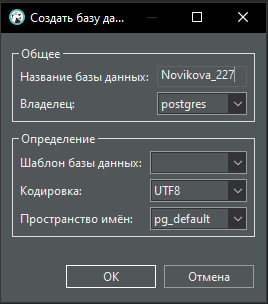 Создать базу да...
Общее
Название базы данных: Novikova_227
Владелец: postgres
Определение
Шаблон базы данных:
Кодировка: UTF8
Пространство имён: pg_default
ОК Отмена